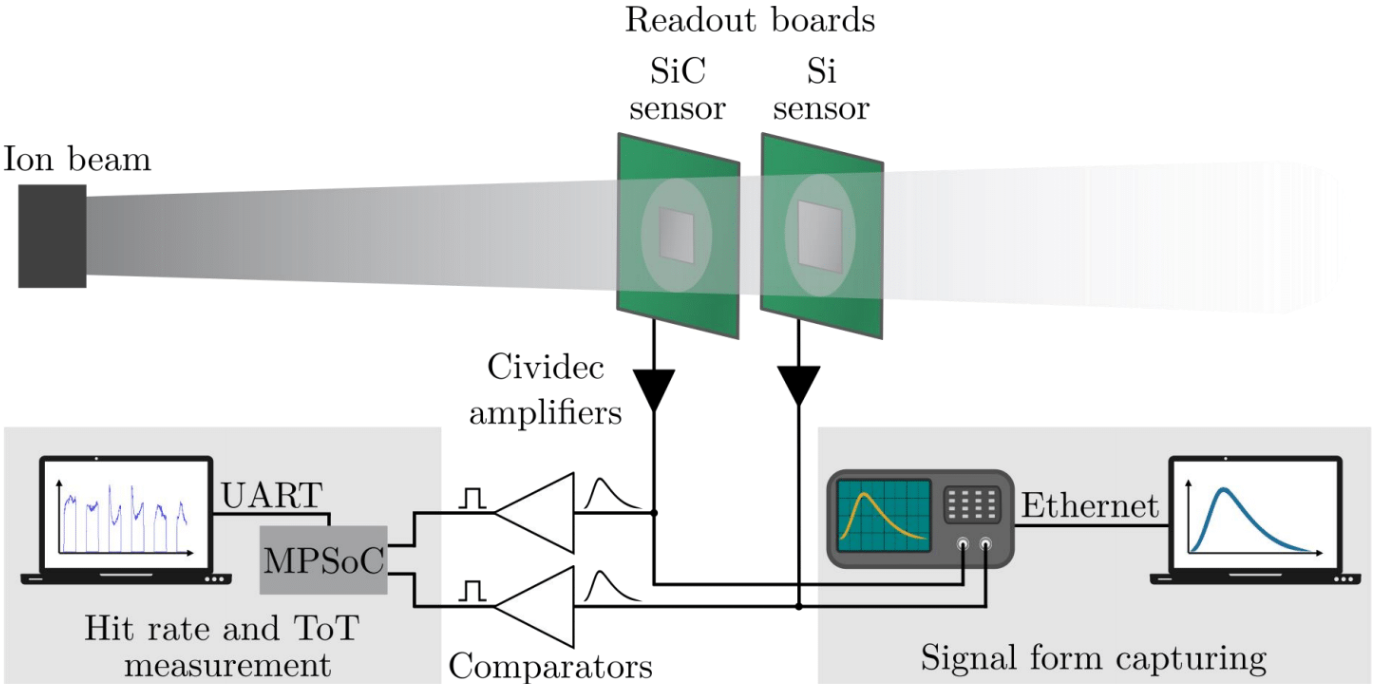 Readout boards
SiC
sensor
Si
sensor
Ion beam
Cividec
amplifiers
UART
MPSoC
Hit rate and ToT
measurement
Comparators
Ethernet
Signal form capturing